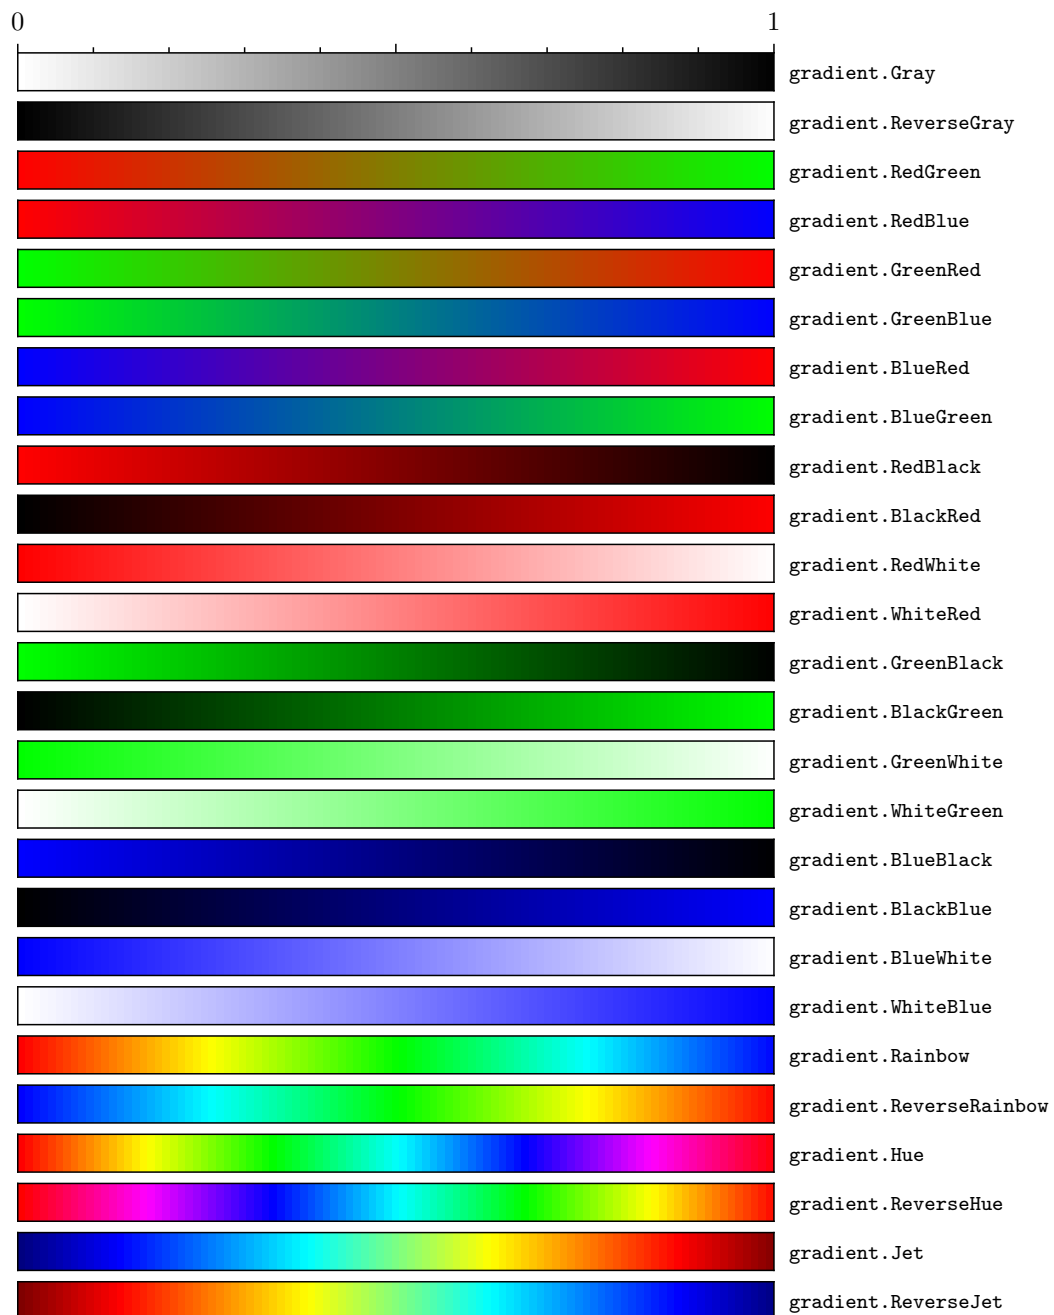 0 1
gradient.Gray
gradient.ReverseGray
gradient.RedGreen
gradient.RedBlue
gradient.GreenRed
gradient.GreenBlue
gradient.BlueRed
gradient.BlueGreen
gradient.RedBlack
gradient.BlackRed
gradient.RedWhite
gradient.WhiteRed
gradient.GreenBlack
gradient.BlackGreen
gradient.GreenWhite
gradient.WhiteGreen
gradient.BlueBlack
gradient.BlackBlue
gradient.BlueWhite
gradient.WhiteBlue
gradient.Rainbow
gradient.ReverseRainbow
gradient.Hue
gradient.ReverseHue
gradient.Jet
gradient.ReverseJet